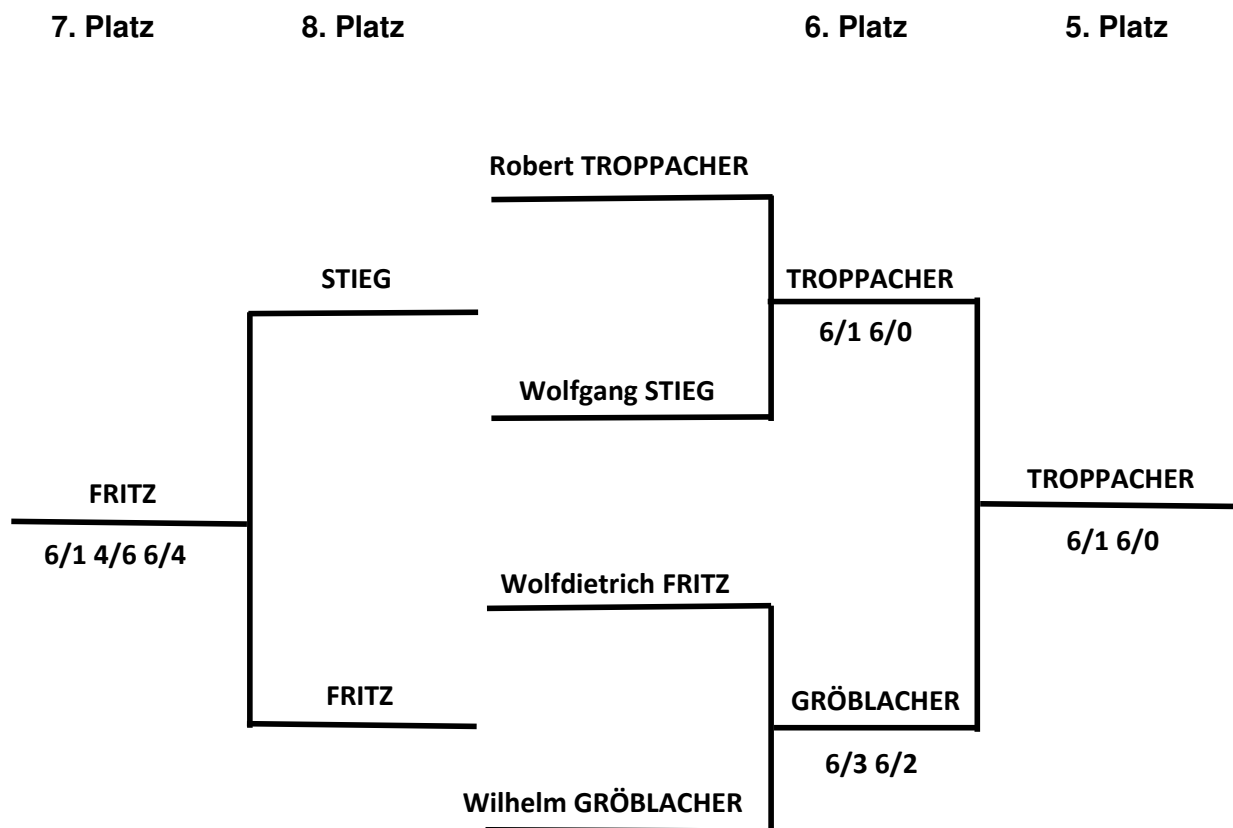 7. Platz 8. Platz 6. Platz 5. Platz
Robert TROPPACHER
STIEG TROPPACHER
6/1 6/0
Wolfgang STIEG
FRITZ TROPPACHER
6/1 4/6 6/4 6/1 6/0
Wolfdietrich FRITZ
FRITZ GRÖBLACHER
6/3 6/2
Wilhelm GRÖBLACHER